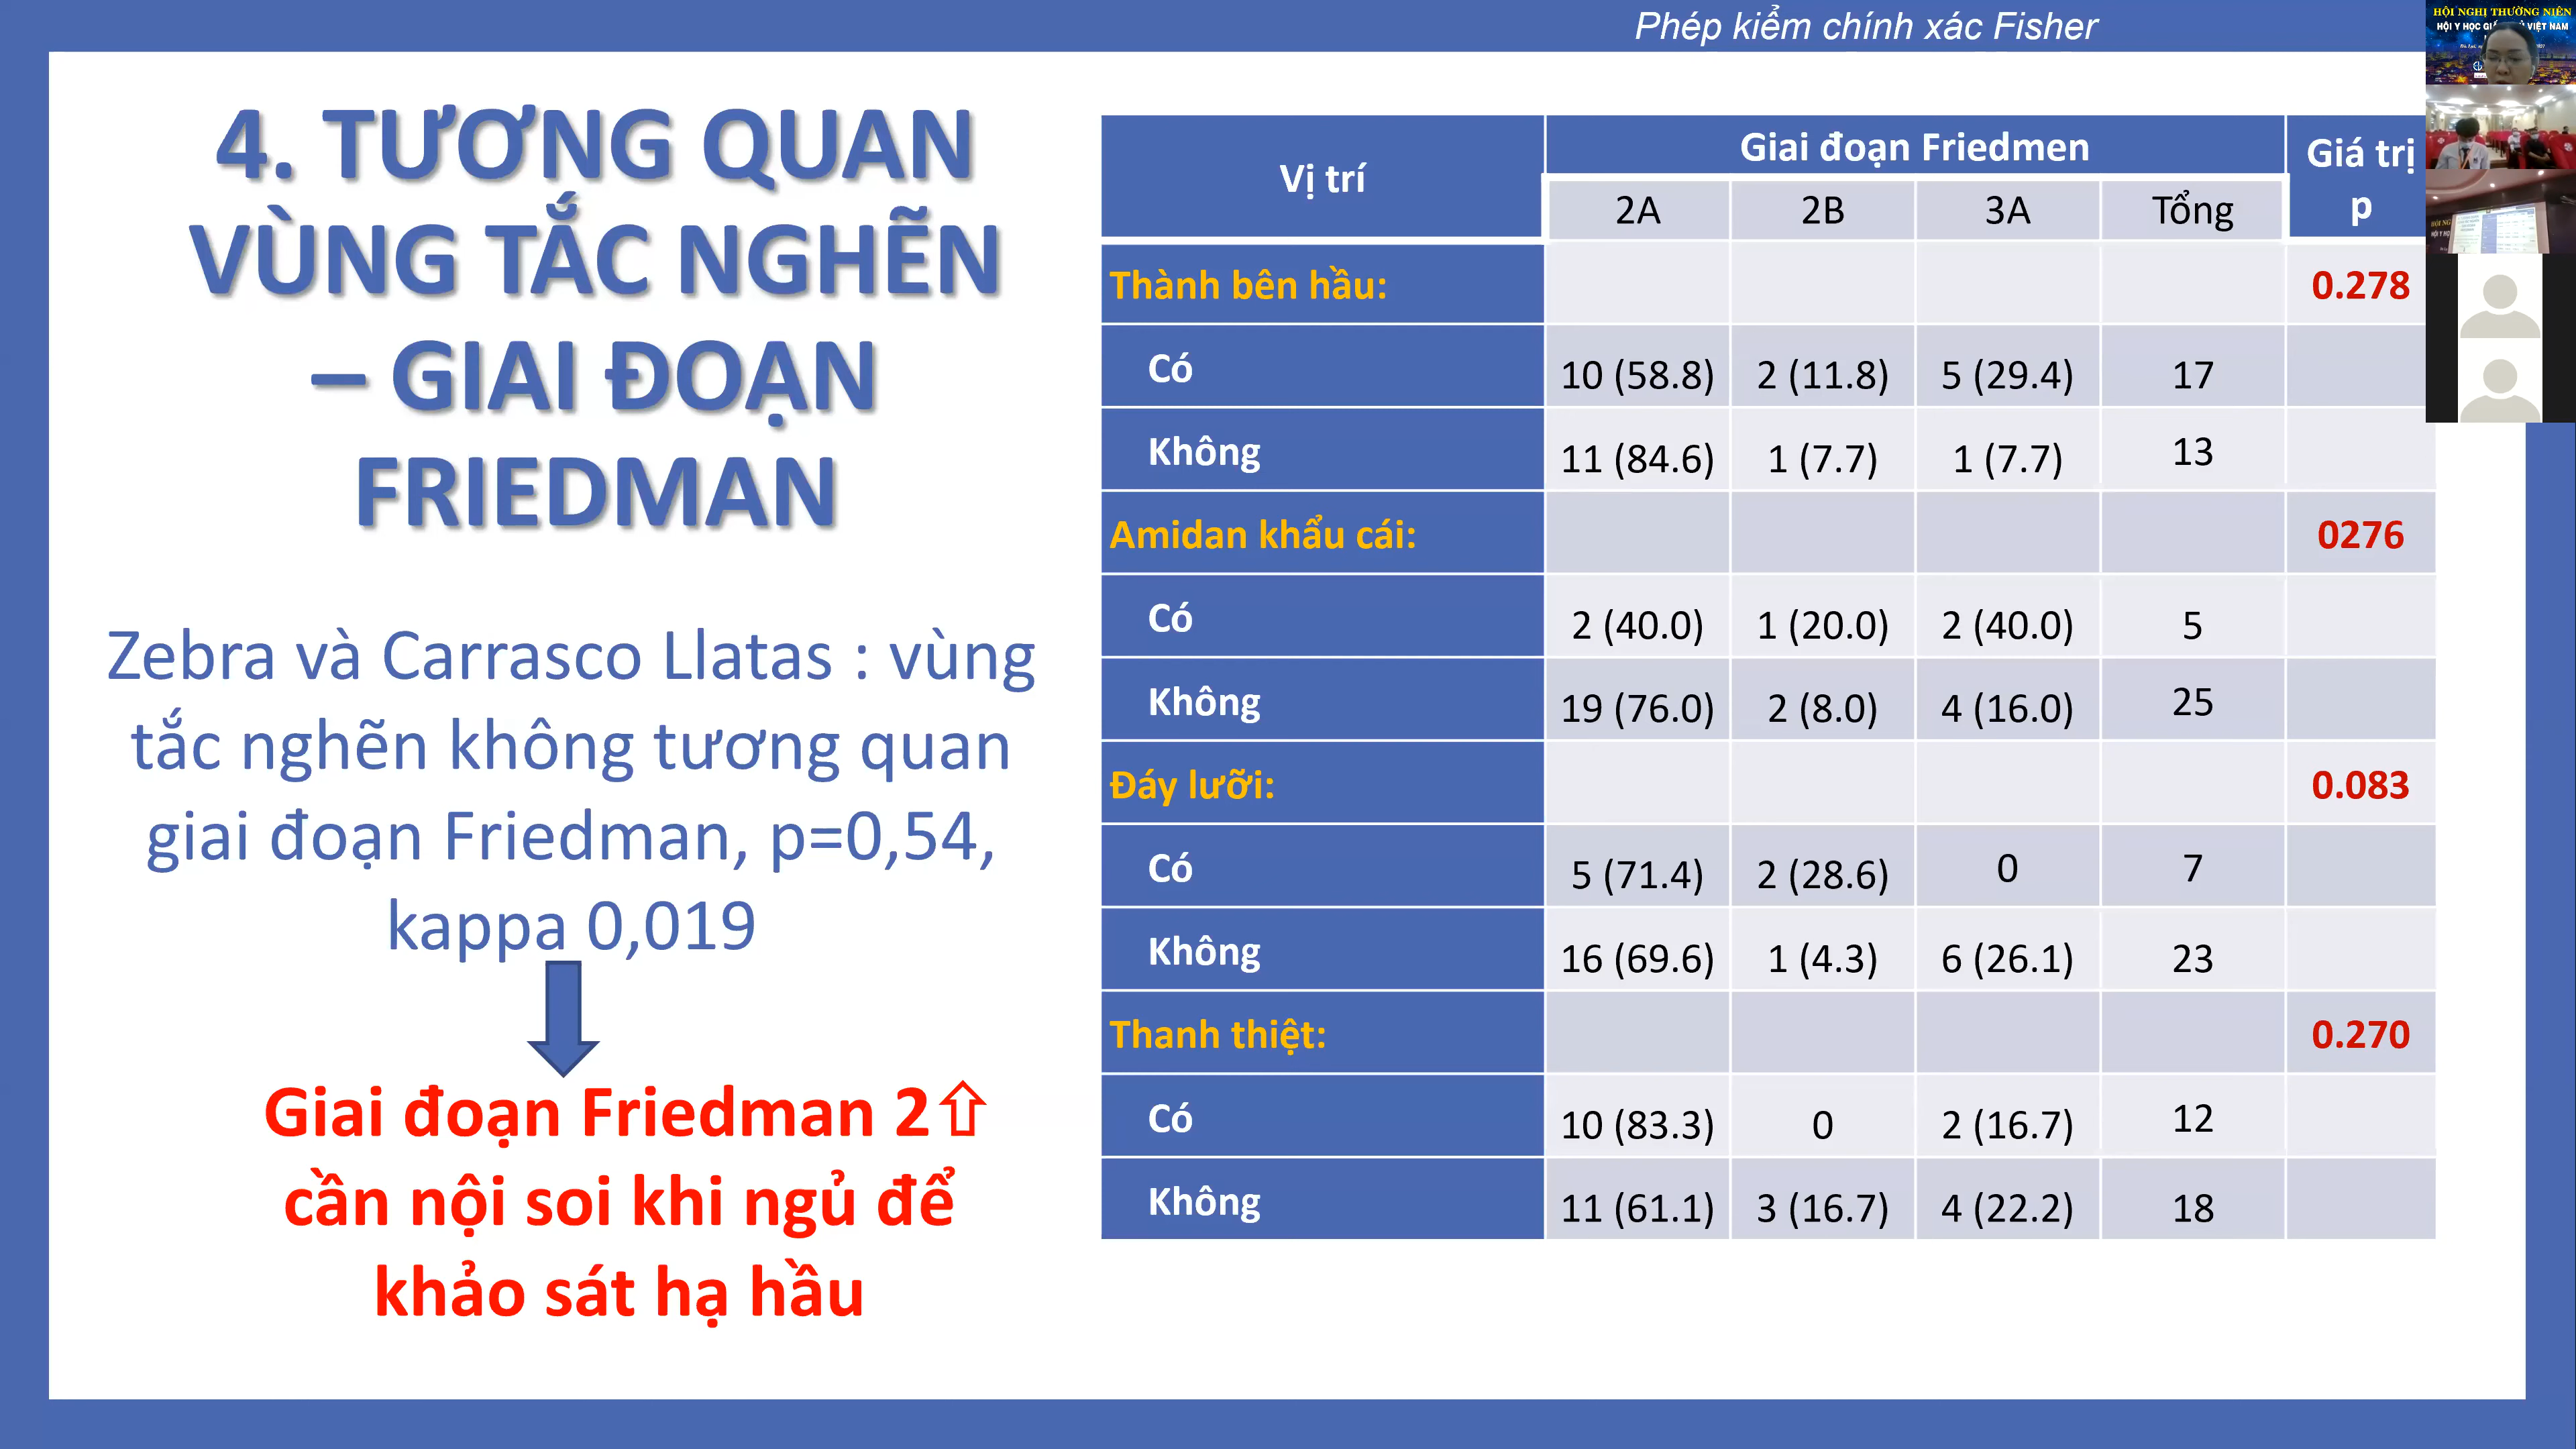 Phép kiểm chính xác Fisher
HỘI NGHỊ THƯỜNG NIÊN
4. TƯƠNG QUAN
VÙNG TẮC NGHẼN
– GIAI ĐOẠN
FRIEDMAN
Zebra và Carrasco Llatas : vùng
tắc nghẽn không tương quan
giai đoạn Friedman, p=0,54,
kappa 0,019
Giai đoạn Friedman 2⇧
cần nội soi khi ngủ để
khảo sát hạ hầu
Vị trí Giai đoạn Friedmen Giá trị p
2A 2B 3A Tổng
Thành bên hầu: 0.278
Có 10 (58.8) 2 (11.8) 5 (29.4) 17
Không 11 (84.6) 1 (7.7) 1 (7.7) 13
Amidan khẩu cái: 0276
Có 2 (40.0) 1 (20.0) 2 (40.0) 5
Không 19 (76.0) 2 (8.0) 4 (16.0) 25
Đáy lưỡi: 0.083
Có 5 (71.4) 2 (28.6) 0 7
Không 16 (69.6) 1 (4.3) 6 (26.1) 23
Thanh thiệt: 0.270
Có 10 (83.3) 0 2 (16.7) 12
Không 11 (61.1) 3 (16.7) 4 (22.2) 18